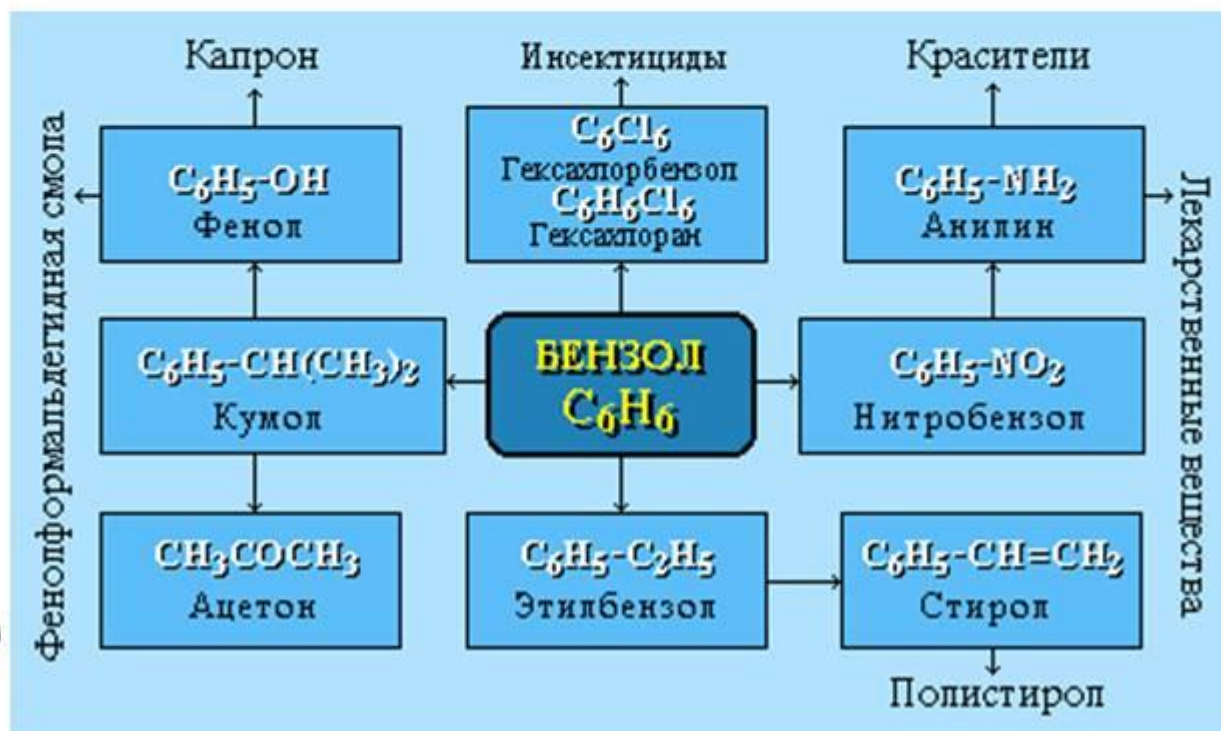 Капрон
Инсектициды
Красители
Фенолформальдегидная смола
C₆H₅-OH
Фенол
C₆Cl₆
Гексахлорбензол
C₆H₆Cl₆
Гексахлоран
C₆H₅-NH₂
Анилин
Лекарственные вещества
C₆H₅-CH(CH₃)₂
Кумол
БЕНЗОЛ
C₆H₆
C₆H₅-NO₂
Нитробензол
CH₃COCH₃
Ацетон
C₆H₅-C₂H₅
Этилбензол
C₆H₅-CH=CH₂
Стирол
Полистирол